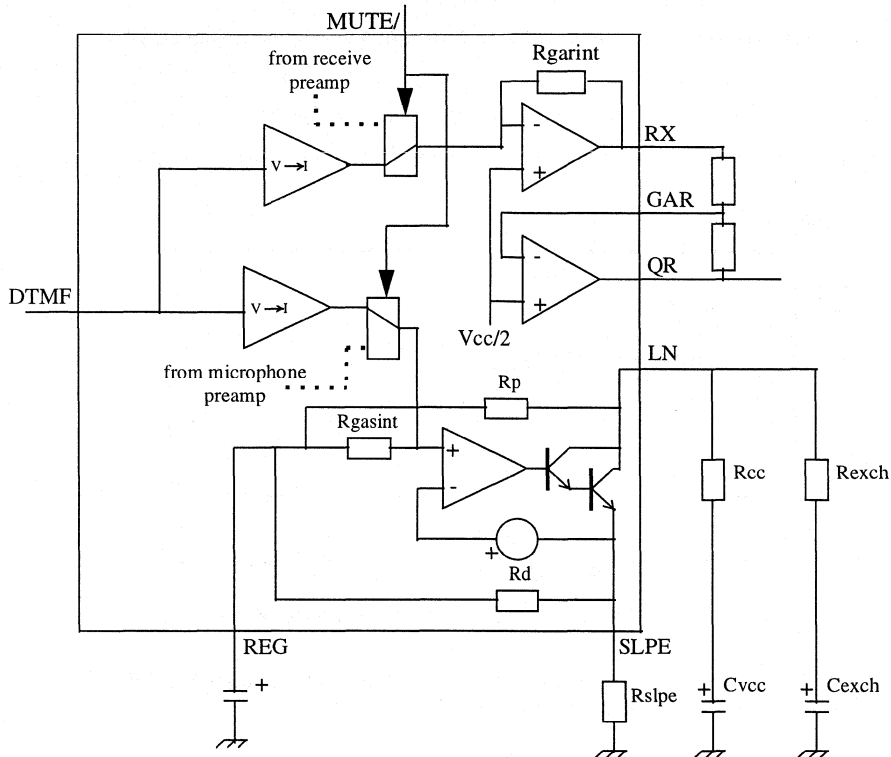 MUTE/
from receive
preamp
Rgarint
V→I
-
+
RX
GAR
-
+
QR
DTMF
V→I
Vcc/2
from microphone
preamp
LN
Rp
Rgasint
+
-
Rcc
Rexch
+
Rd
REG
SLPE
+
Rslpe
+
Cvcc
+
Cexch